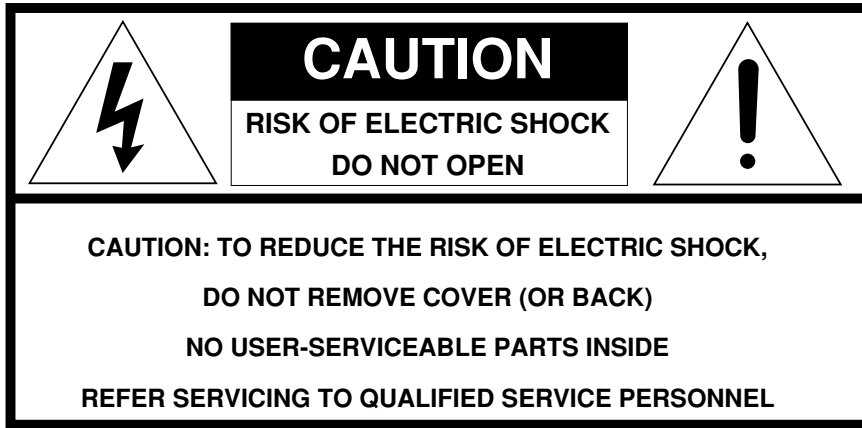 CAUTION
RISK OF ELECTRIC SHOCK
DO NOT OPEN
CAUTION: TO REDUCE THE RISK OF ELECTRIC SHOCK,
DO NOT REMOVE COVER (OR BACK)
NO USER-SERVICEABLE PARTS INSIDE
REFER SERVICING TO QUALIFIED SERVICE PERSONNEL